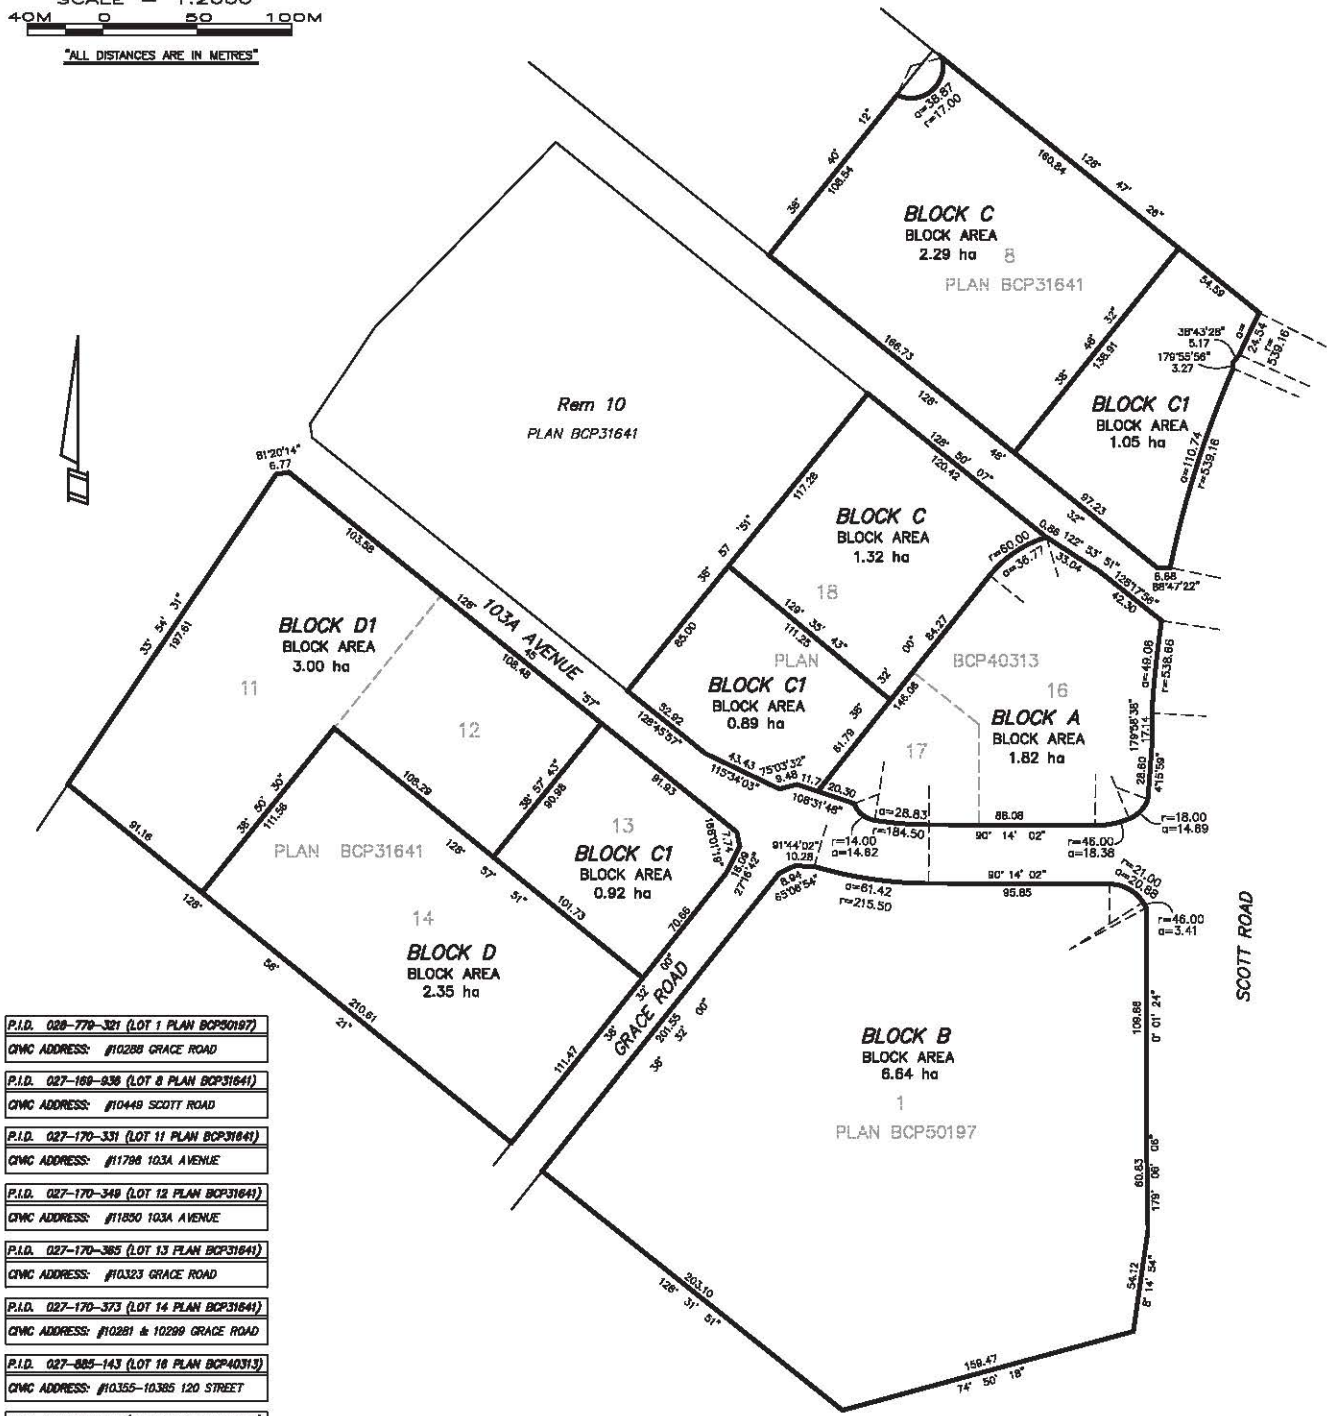 40M 0 50 100M
"ALL DISTANCES ARE IN METRES"
a=38.87
r=17.00
38° 40' 12"
108.54
160.84
128° 47' 26"
BLOCK C
BLOCK AREA
2.29 ha
8
PLAN BCP31641
54.59
a=
24.54
r=
539.16
38°43'28"
5.17
179°55'56"
3.27
38° 46' 32"
138.91
166.73
128° 48' 32"
97.23
BLOCK C1
BLOCK AREA
1.05 ha
a=110.74
r=539.16
6.68
88°47'22"
Rem 10
PLAN BCP31641
81°20'14"
6.77
103.58
117.28
38° 57' 51"
85.00
128° 50' 07"
120.42
BLOCK C
BLOCK AREA
1.32 ha
18
129° 35' 43"
111.25
r=60.00
a=36.77
0.86
122° 53' 51"
33.04
128°17'56"
42.30
33° 54' 31"
197.61
BLOCK D1
BLOCK AREA
3.00 ha
11
128° 45' 57"
108.48
103A AVENUE
12
PLAN BCP40313
BLOCK C1
BLOCK AREA
0.89 ha
52.92
128°45'57"
84.27
38° 32' 00"
146.06
61.79
16
BLOCK A
BLOCK AREA
1.82 ha
17
a=49.08
r=538.66
179°58'38"
17.14
28.60
4°15'59"
43.43
115°34'03"
75°03'32"
9.48
11.7
20.30
108°31'48"
a=28.83
r=184.50
r=14.00
a=14.62
88.08
90° 14' 02"
r=46.00
a=18.38
r=18.00
a=14.69
108.29
38° 57' 43"
90.98
91.93
38° 50' 30"
111.58
PLAN BCP31641
91.16
128° 56' 21"
13
BLOCK C1
BLOCK AREA
0.92 ha
7.74
18.09
27°16'42"
128° 57' 51"
101.73
70.66
91°44'02"
10.28
8.94
65°06'54"
a=61.42
r=215.50
90° 14' 02"
95.85
r=21.00
a=20.88
r=46.00
a=3.41
SCOTT ROAD
14
BLOCK D
BLOCK AREA
2.35 ha
210.61
111.47
38° 32' 00"
GRACE ROAD
201.55
38° 32' 00"
109.88
0° 01' 24"
BLOCK B
BLOCK AREA
6.64 ha
1
PLAN BCP50197
60.63
179° 06' 06"
54.12
8° 14' 54"
203.10
128° 31' 51"
159.47
74° 50' 18"
P.I.D. 028-779-321 (LOT 1 PLAN BCP50197)
CIVIC ADDRESS: #10288 GRACE ROAD
P.I.D. 027-169-936 (LOT 8 PLAN BCP31641)
CIVIC ADDRESS: #10449 SCOTT ROAD
P.I.D. 027-170-331 (LOT 11 PLAN BCP31641)
CIVIC ADDRESS: #11798 103A AVENUE
P.I.D. 027-170-349 (LOT 12 PLAN BCP31641)
CIVIC ADDRESS: #11850 103A AVENUE
P.I.D. 027-170-365 (LOT 13 PLAN BCP31641)
CIVIC ADDRESS: #10323 GRACE ROAD
P.I.D. 027-170-373 (LOT 14 PLAN BCP31641)
CIVIC ADDRESS: #10281 & 10299 GRACE ROAD
P.I.D. 027-885-143 (LOT 16 PLAN BCP40313)
CIVIC ADDRESS: #10355-10385 120 STREET